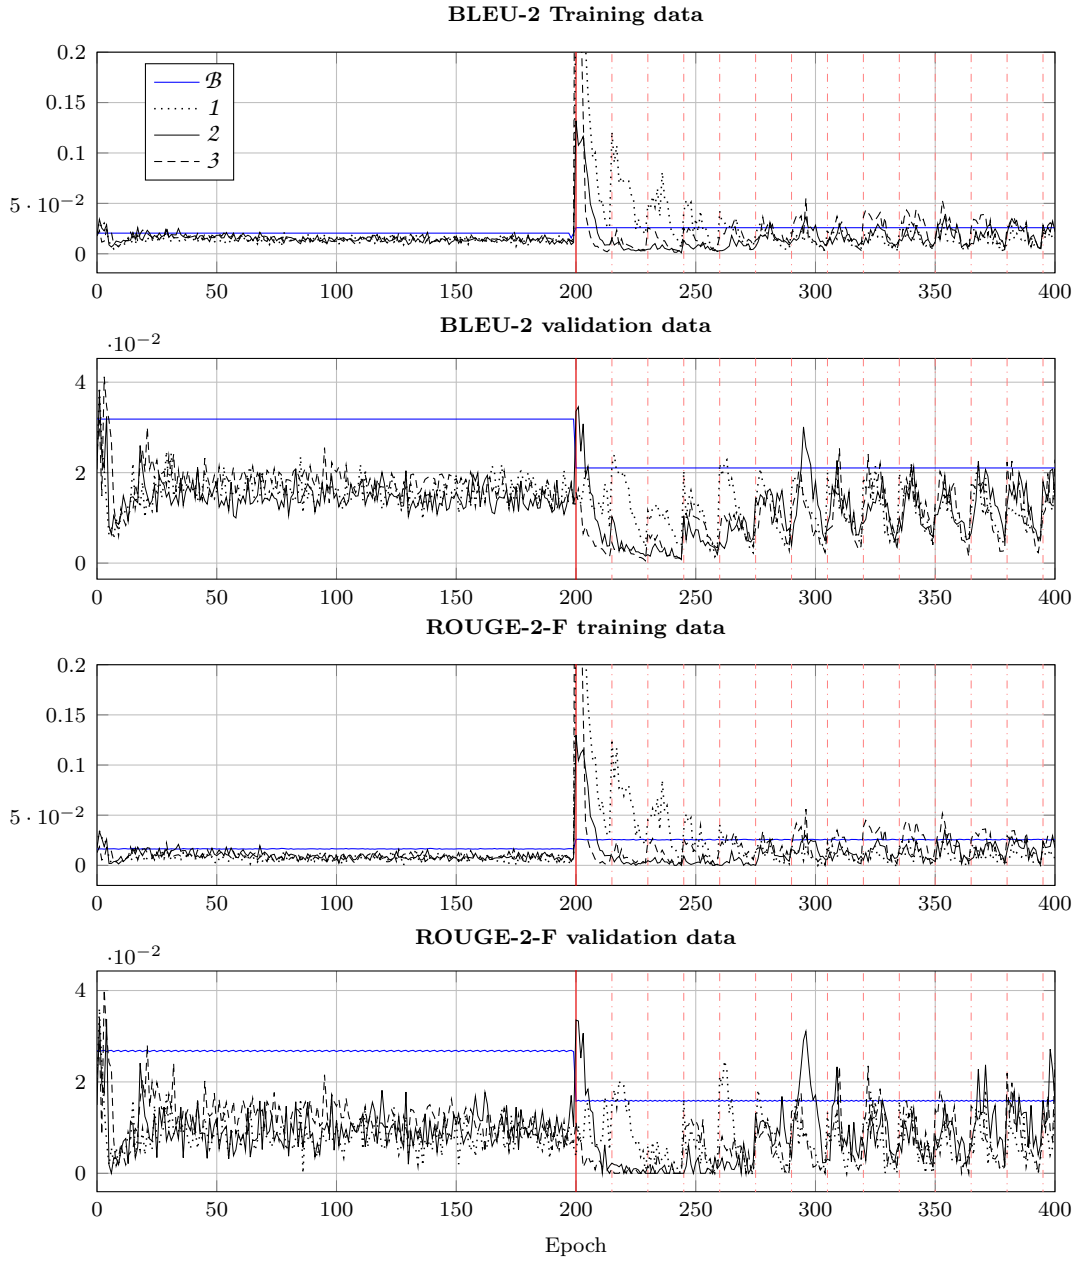 BLEU-2 Training data
0.2
0.15
0.1
5 · 10⁻²
0
ℬ
1
2
3
0 50 100 150 200 250 300 350 400
BLEU-2 validation data
·10⁻²
4
2
0
0 50 100 150 200 250 300 350 400
ROUGE-2-F training data
0.2
0.15
0.1
5 · 10⁻²
0
0 50 100 150 200 250 300 350 400
ROUGE-2-F validation data
·10⁻²
4
2
0
0 50 100 150 200 250 300 350 400
Epoch